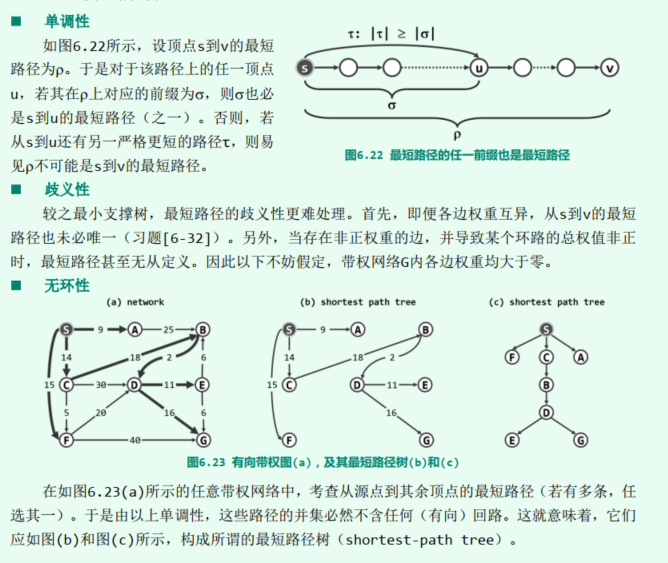 ■ 单调性
如图6.22所示，设顶点s到v的最短
路径为ρ。于是对于该路径上的任一顶点
u，若其在ρ上对应的前缀为σ，则σ也必
是s到u的最短路径（之一）。否则，若
从s到u还有另一严格更短的路径τ，则易
见ρ不可能是s到v的最短路径。
τ: |τ| ≥ |σ|
s u v
σ
ρ
图6.22 最短路径的任一前缀也是最短路径
■ 歧义性
较之最小支撑树，最短路径的歧义性更难处理。首先，即便各边权重互异，从s到v的最短
路径也未必唯一（习题[6-32]）。另外，当存在非正权重的边，并导致某个环路的总权值非正
时，最短路径甚至无从定义。因此以下不妨假定，带权网络G内各边权重均大于零。
■ 无环性
(a) network
S 9 A 25 B
14 18 2 6
15 C 30 D 11 E
5 20 16 6
F 40 G
(b) shortest path tree
S 9 A B
14 18 2
15 C D 11 E
16
F G
(c) shortest path tree
S
F C A
B
D
E G
图6.23 有向带权图(a)，及其最短路径树(b)和(c)
在如图6.23(a)所示的任意带权网络中，考查从源点到其余顶点的最短路径（若有多条，任
选其一）。于是由以上单调性，这些路径的并集必然不含任何（有向）回路。这就意味着，它们
应如图(b)和图(c)所示，构成所谓的最短路径树（shortest-path tree）。